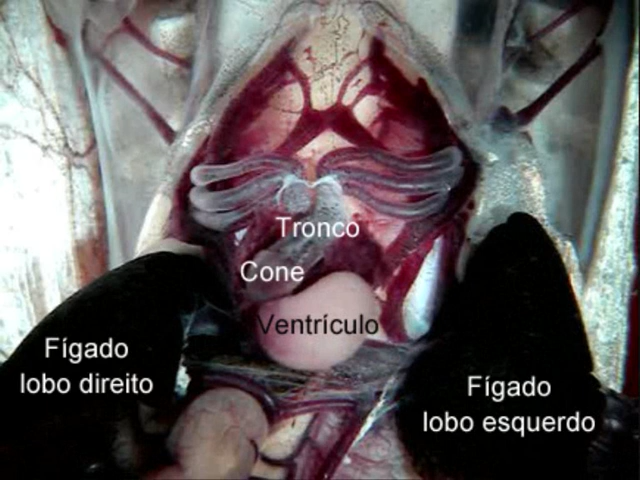 Tronco
Cone
Ventrículo
Fígado
lobo direito
Fígado
lobo esquerdo